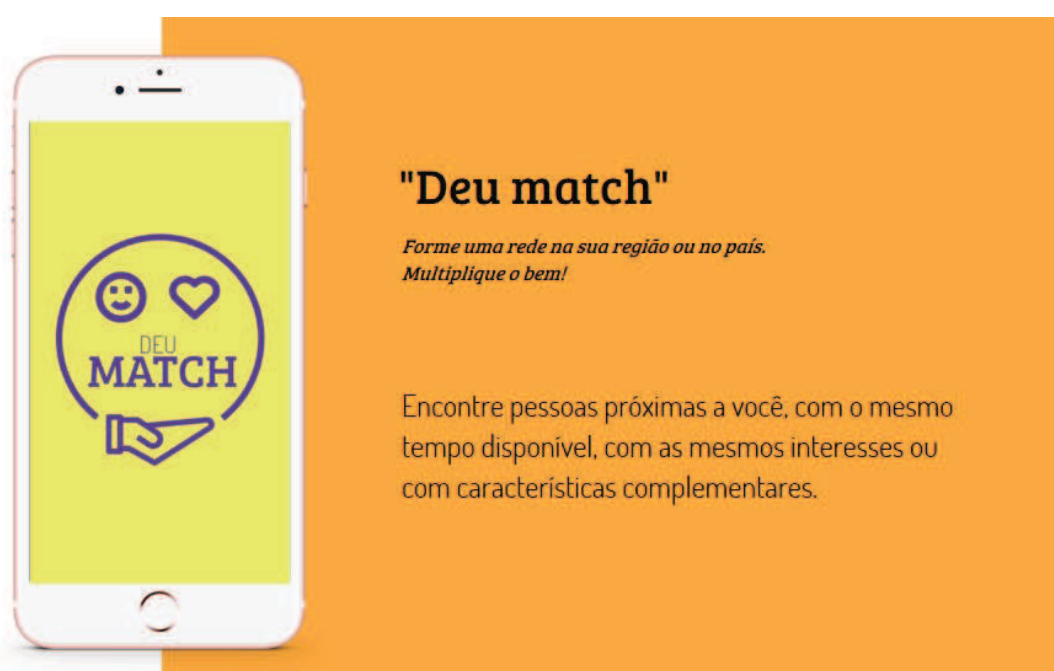 DEU
MATCH
"Deu match"
Forme uma rede na sua região ou no país.
Multiplique o bem!
Encontre pessoas próximas a você, com o mesmo
tempo disponível, com as mesmos interesses ou
com características complementares.